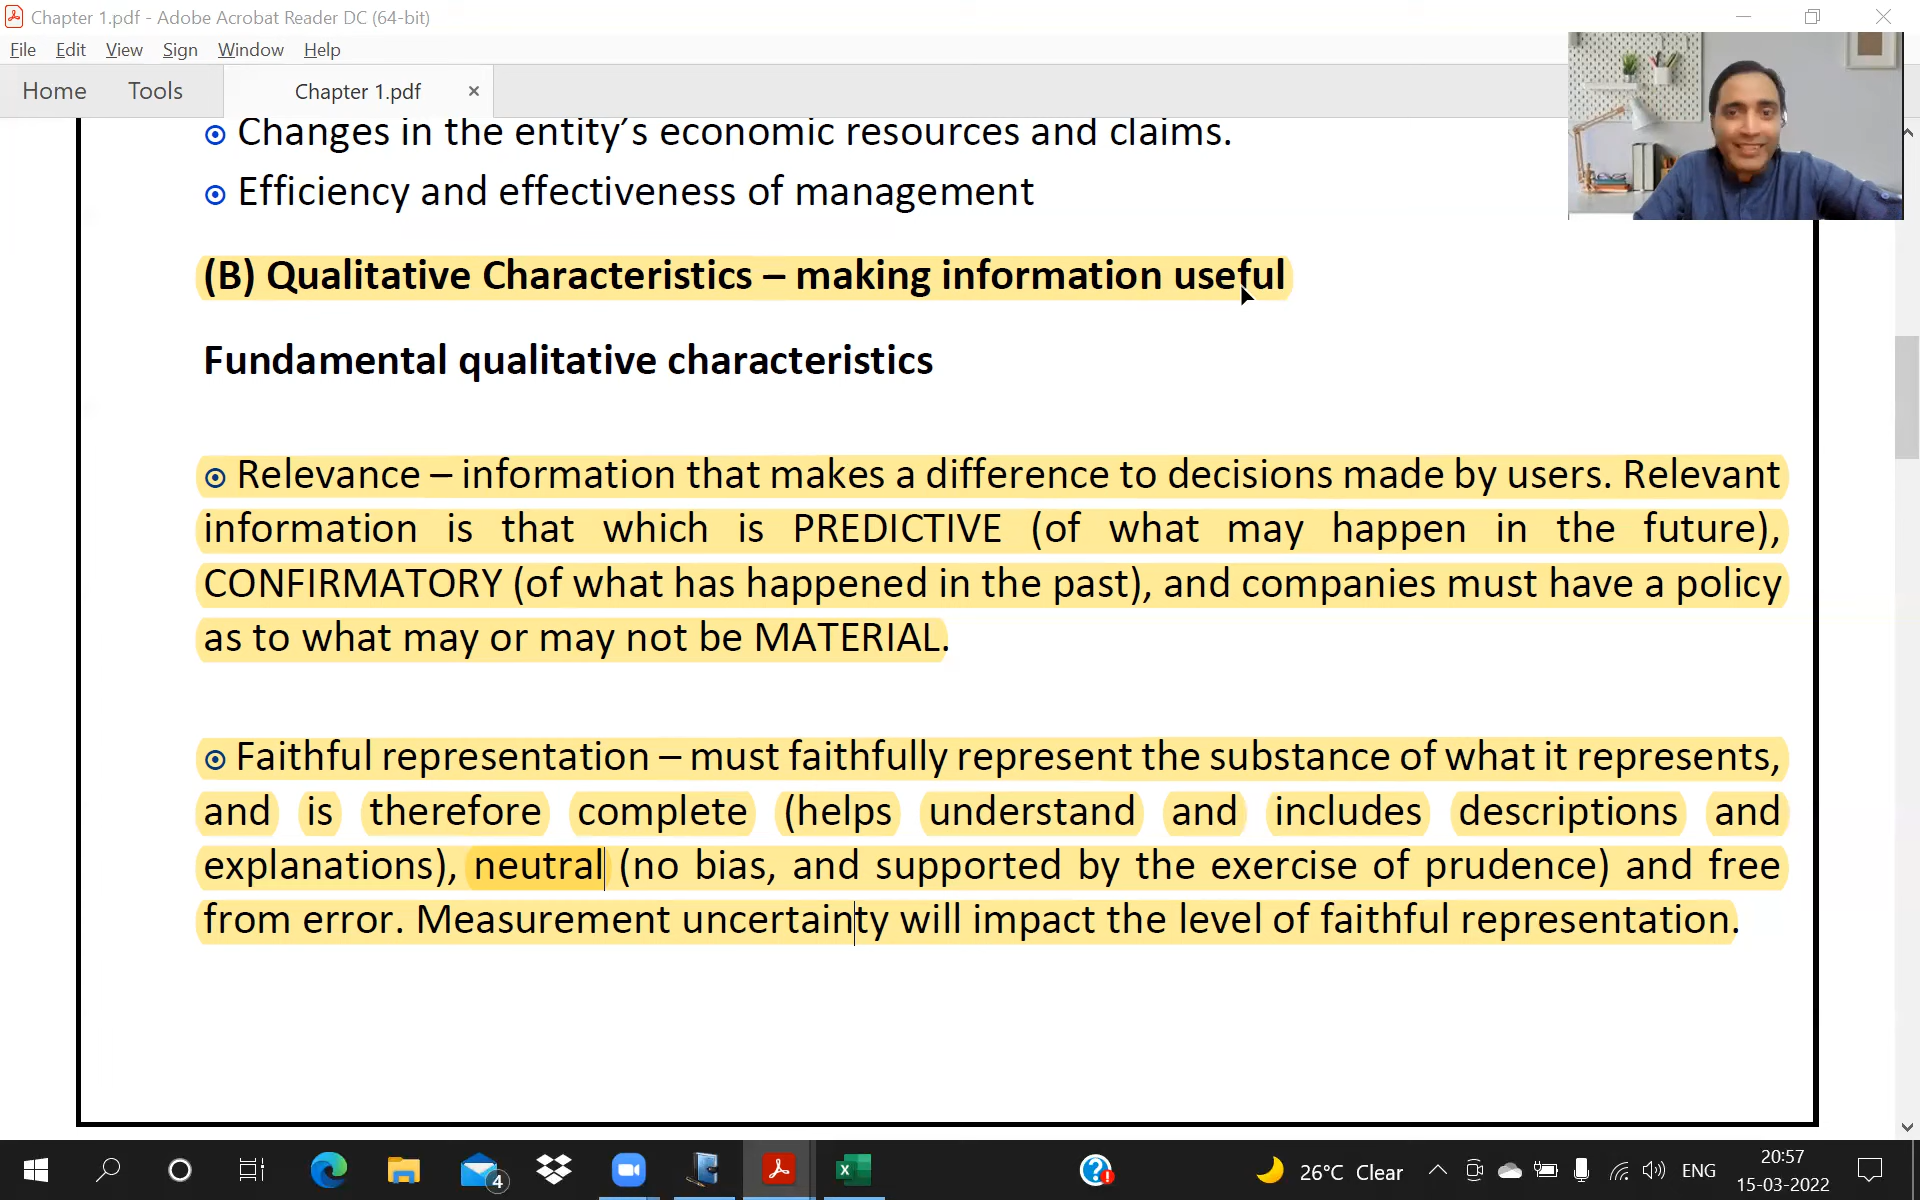 Chapter 1.pdf - Adobe Acrobat Reader DC (64-bit)
File Edit View Sign Window Help
Home Tools Chapter 1.pdf ×
Changes in the entity’s economic resources and claims.
Efficiency and effectiveness of management
(B) Qualitative Characteristics – making information useful
Fundamental qualitative characteristics
Relevance – information that makes a difference to decisions made by users. Relevant
information is that which is PREDICTIVE (of what may happen in the future),
CONFIRMATORY (of what has happened in the past), and companies must have a policy
as to what may or may not be MATERIAL.
Faithful representation – must faithfully represent the substance of what it represents,
and is therefore complete (helps understand and includes descriptions and
explanations), neutral (no bias, and supported by the exercise of prudence) and free
from error. Measurement uncertainty will impact the level of faithful representation.
4
26°C Clear
ENG
20:57
15-03-2022